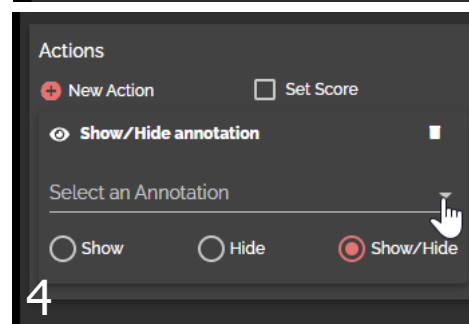 Actions
New Action Set Score
Show/Hide annotation
Select an Annotation
Show Hide Show/Hide
4